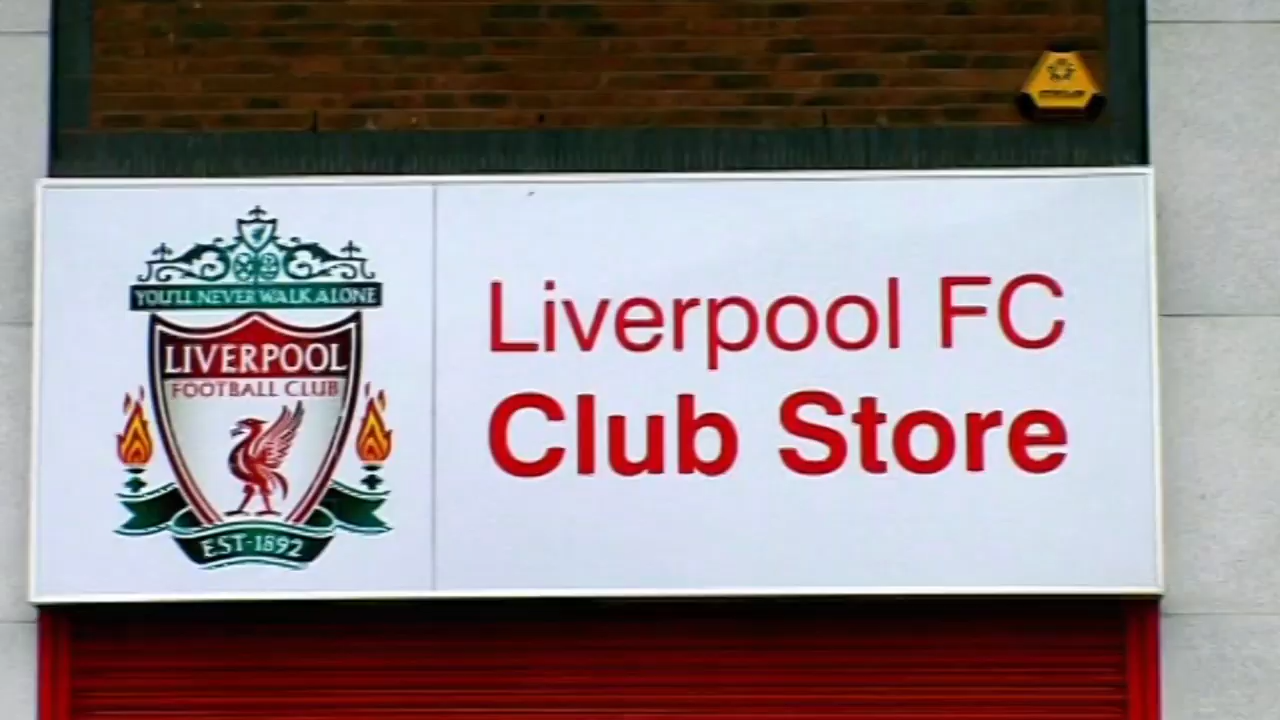 YOU'LL NEVER WALK ALONE
LIVERPOOL
FOOTBALL CLUB
EST·1892
Liverpool FC
Club Store